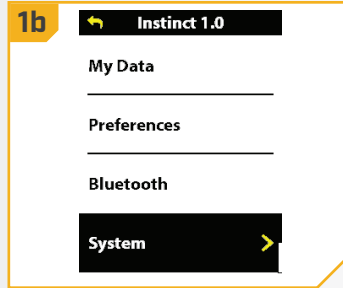 1b
Instinct 1.0
My Data
Preferences
Bluetooth
System